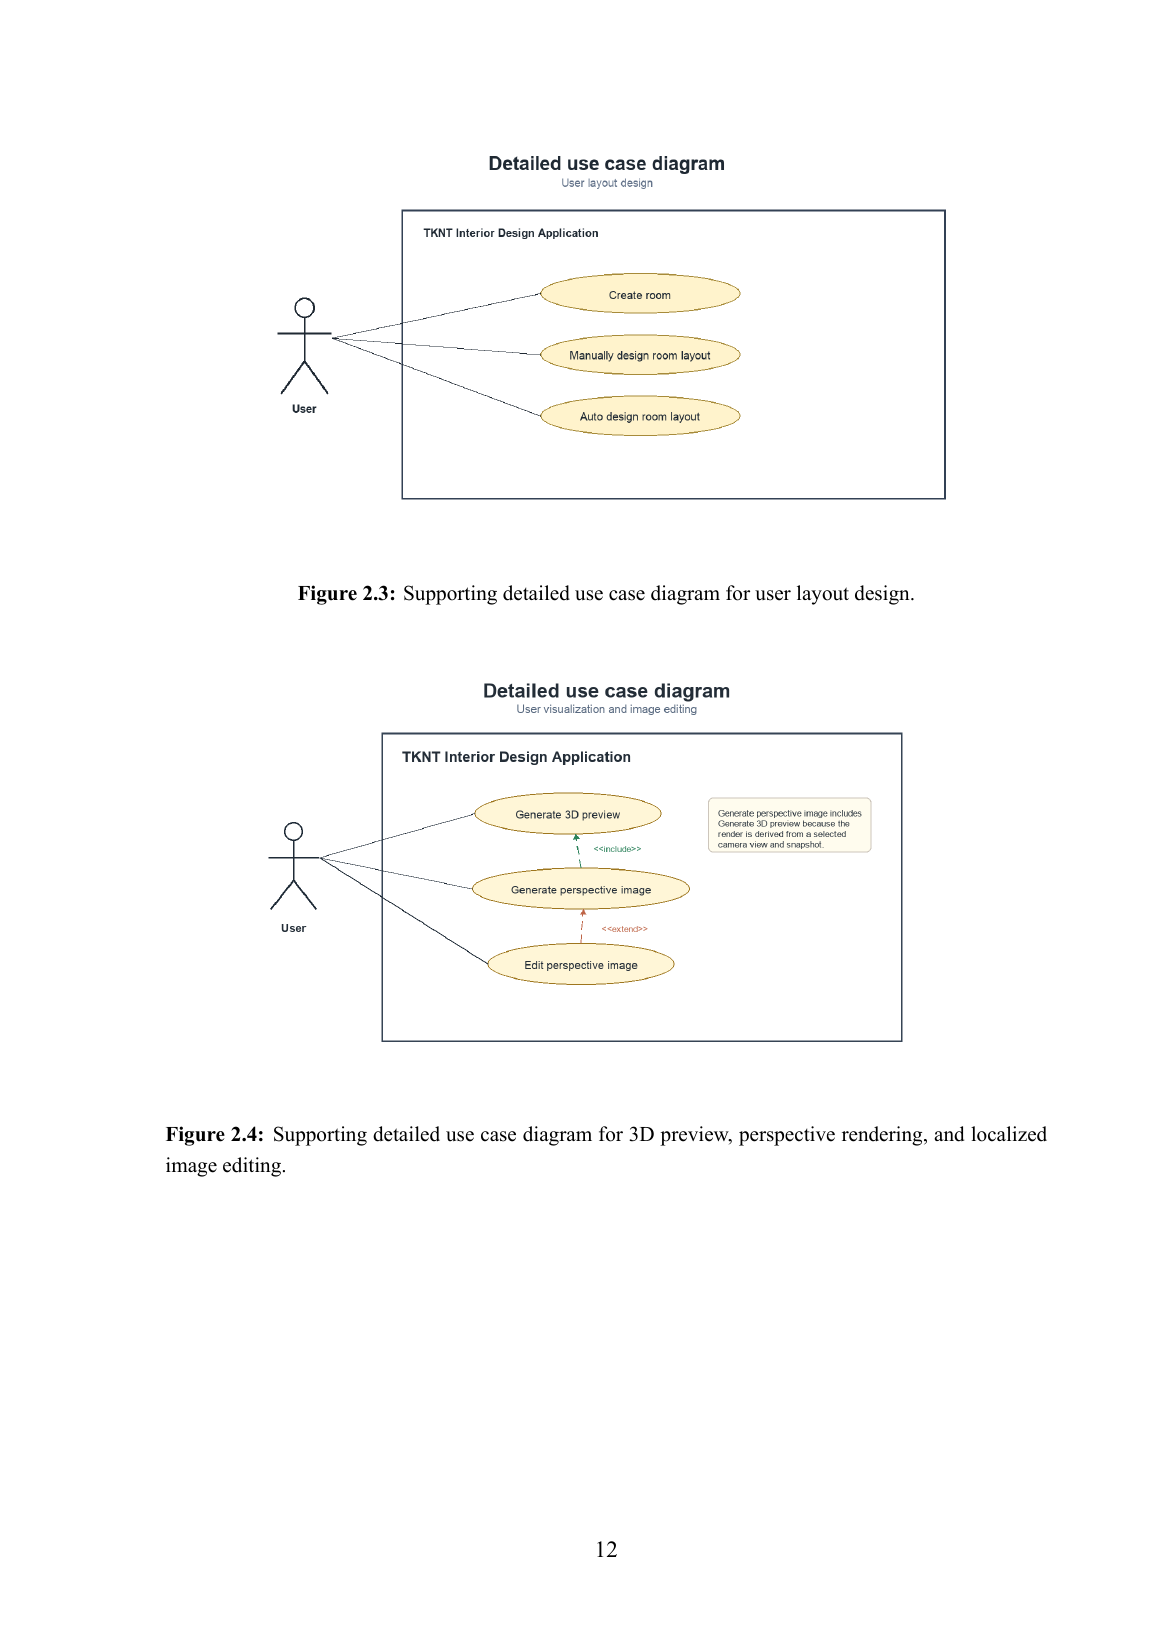 Detailed use case diagram
User layout design
TKNT Interior Design Application
Create room
Manually design room layout
Auto design room layout
User
Figure 2.3: Supporting detailed use case diagram for user layout design.
Detailed use case diagram
User visualization and image editing
TKNT Interior Design Application
Generate 3D preview
Generate perspective image includes
Generate 3D preview because the
render is derived from a selected
camera view and snapshot.
<<include>>
Generate perspective image
<<extend>>
Edit perspective image
User
Figure 2.4: Supporting detailed use case diagram for 3D preview, perspective rendering, and localized
image editing.
12